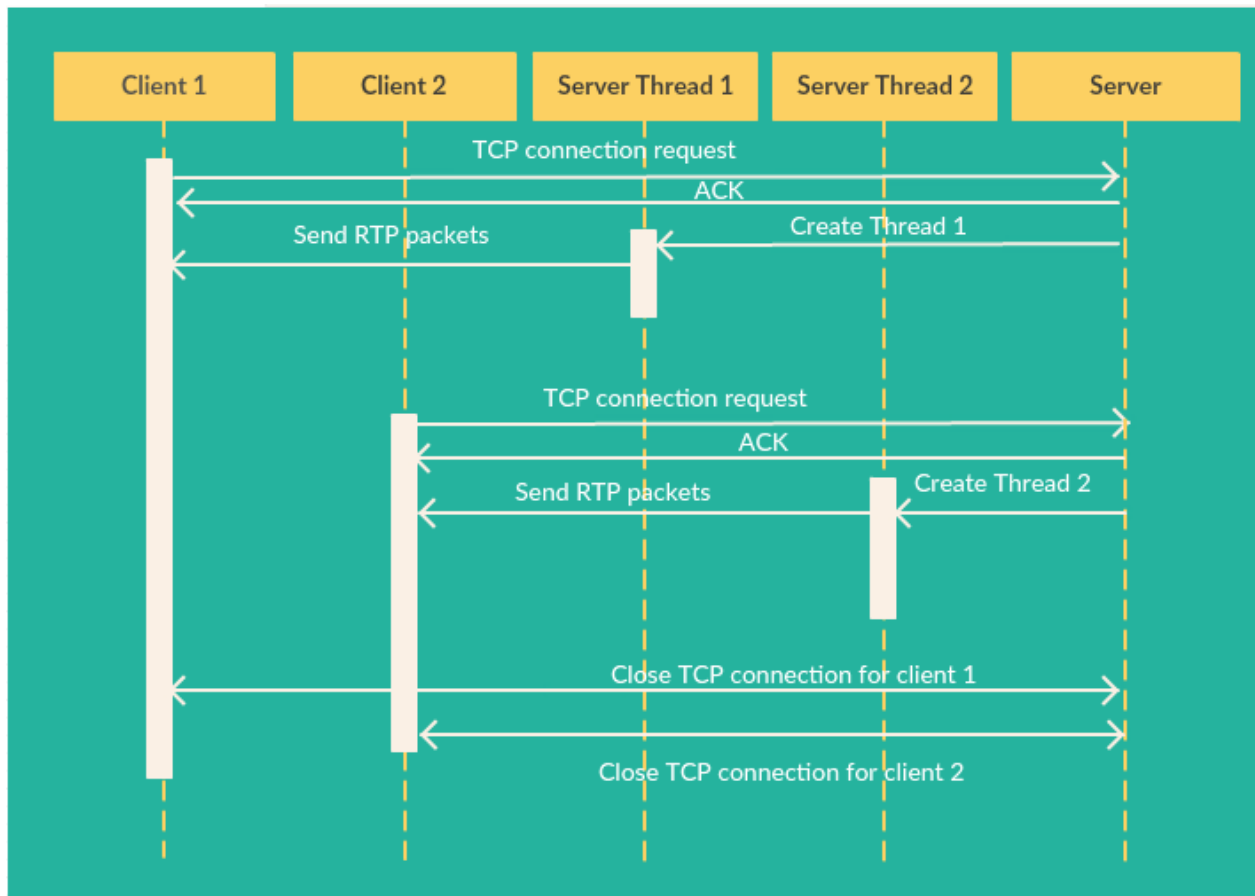 Client 1
Client 2
Server Thread 1
Server Thread 2
Server
TCP connection request
ACK
Create Thread 1
Send RTP packets
TCP connection request
ACK
Create Thread 2
Send RTP packets
Close TCP connection for client 1
Close TCP connection for client 2